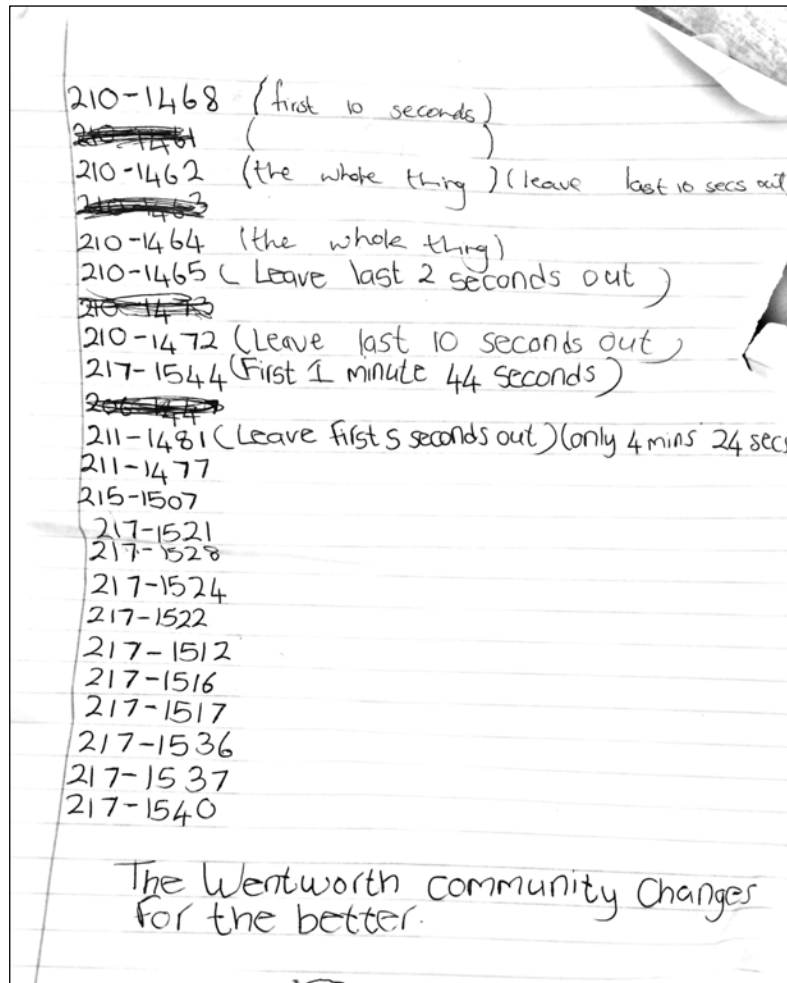 210-1468 (first 10 seconds)
( )
210-1462 (the whole thing) (leave last 10 secs out
210-1464 (the whole thing)
210-1465 (Leave last 2 seconds out)
210-1472 (Leave last 10 seconds out)
217-1544 (First 1 minute 44 seconds)
211-1481 (Leave first 5 seconds out) (only 4 mins 24 secs
211-1477
215-1507
217-1521
217-1528
217-1524
217-1522
217-1512
217-1516
217-1517
217-1536
217-1537
217-1540
The Wentworth community Changes
For the better.